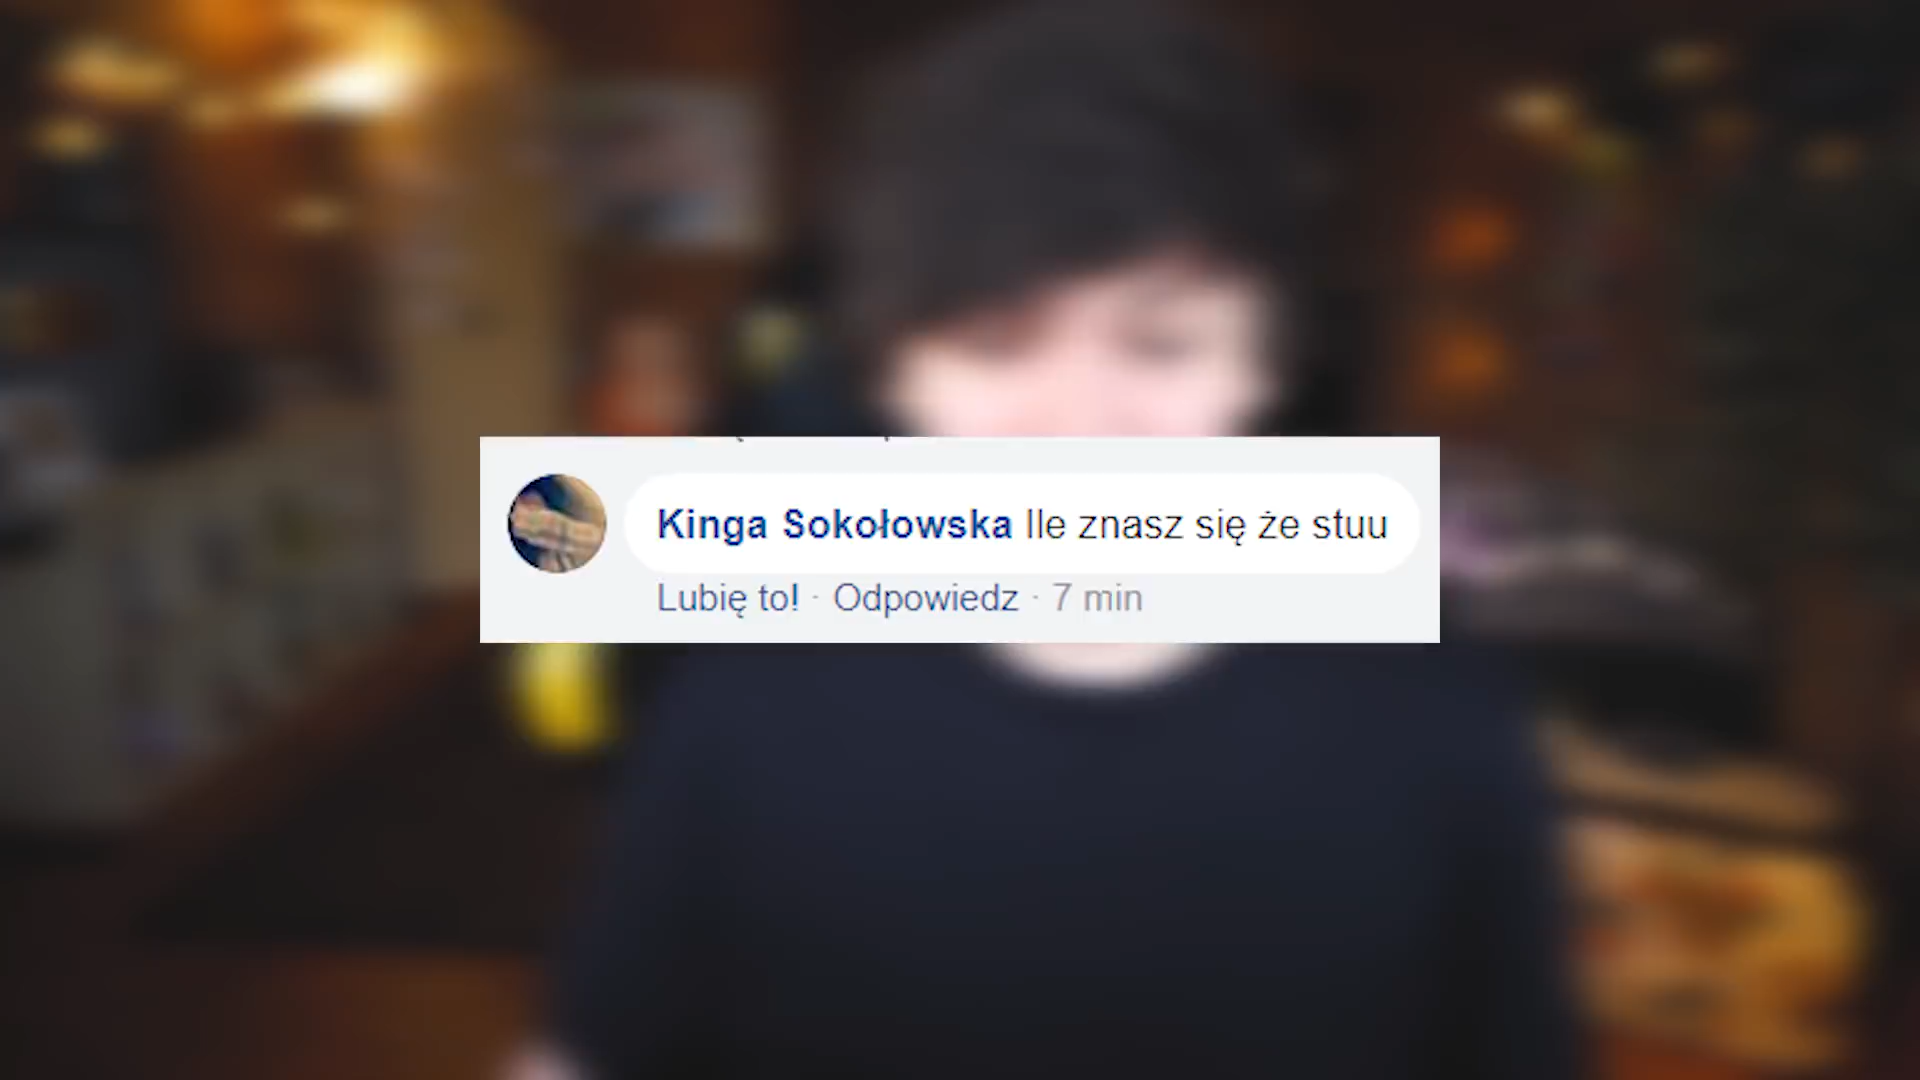 Kinga Sokołowska Ile znasz się że stuu
Lubię to! · Odpowiedz · 7 min